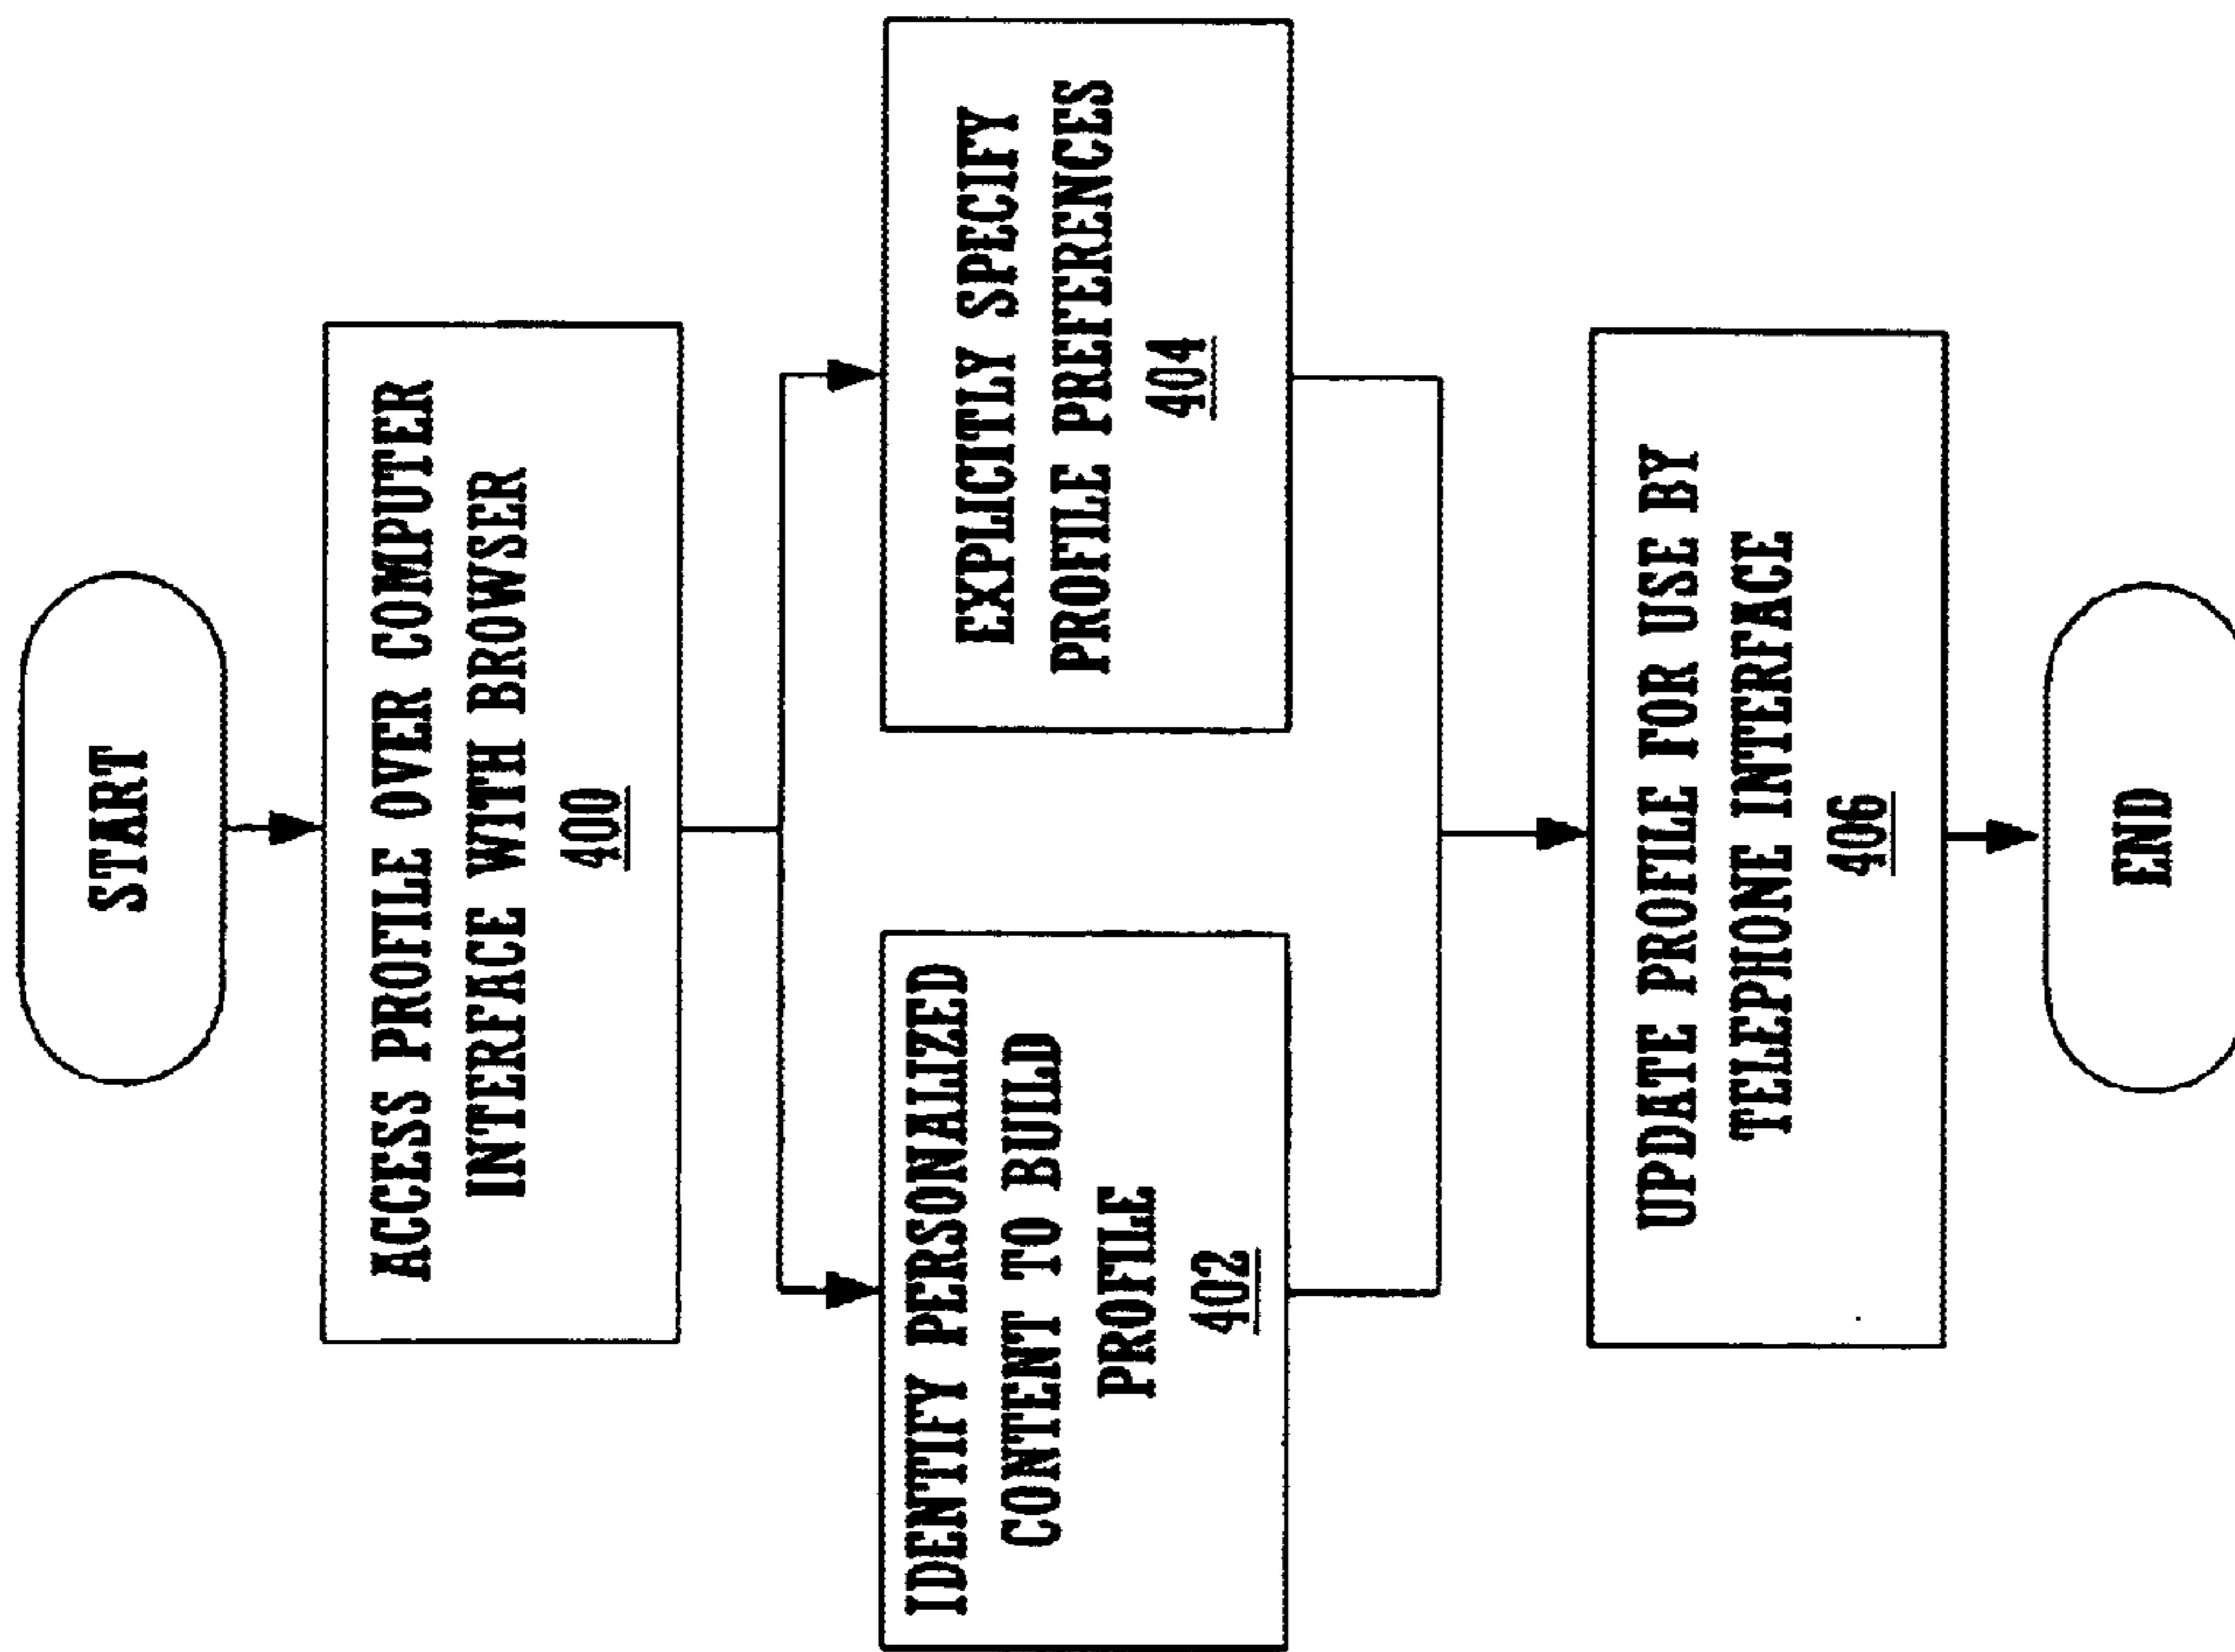 START
ACCESS PROFILE OVER COMPUTER
INTERFACE WITH BROWSER
400
IDENTIFY PERSONALIZED
CONTENT TO BUILD
PROFILE
402
EXPLICITLY SPECIFY
PROFILE PREFERENCES
404
UPDATE PROFILE FOR USE BY
TELEPHONE INTERFACE
406
END